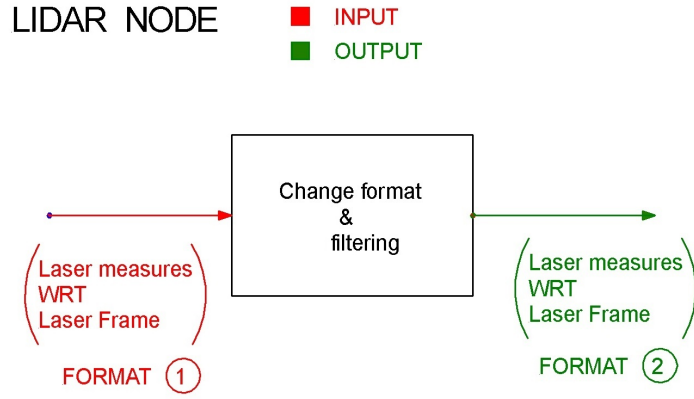 LIDAR NODE
INPUT
OUTPUT
Change format
&
filtering
Laser measures
WRT
Laser Frame
FORMAT 1
Laser measures
WRT
Laser Frame
FORMAT 2